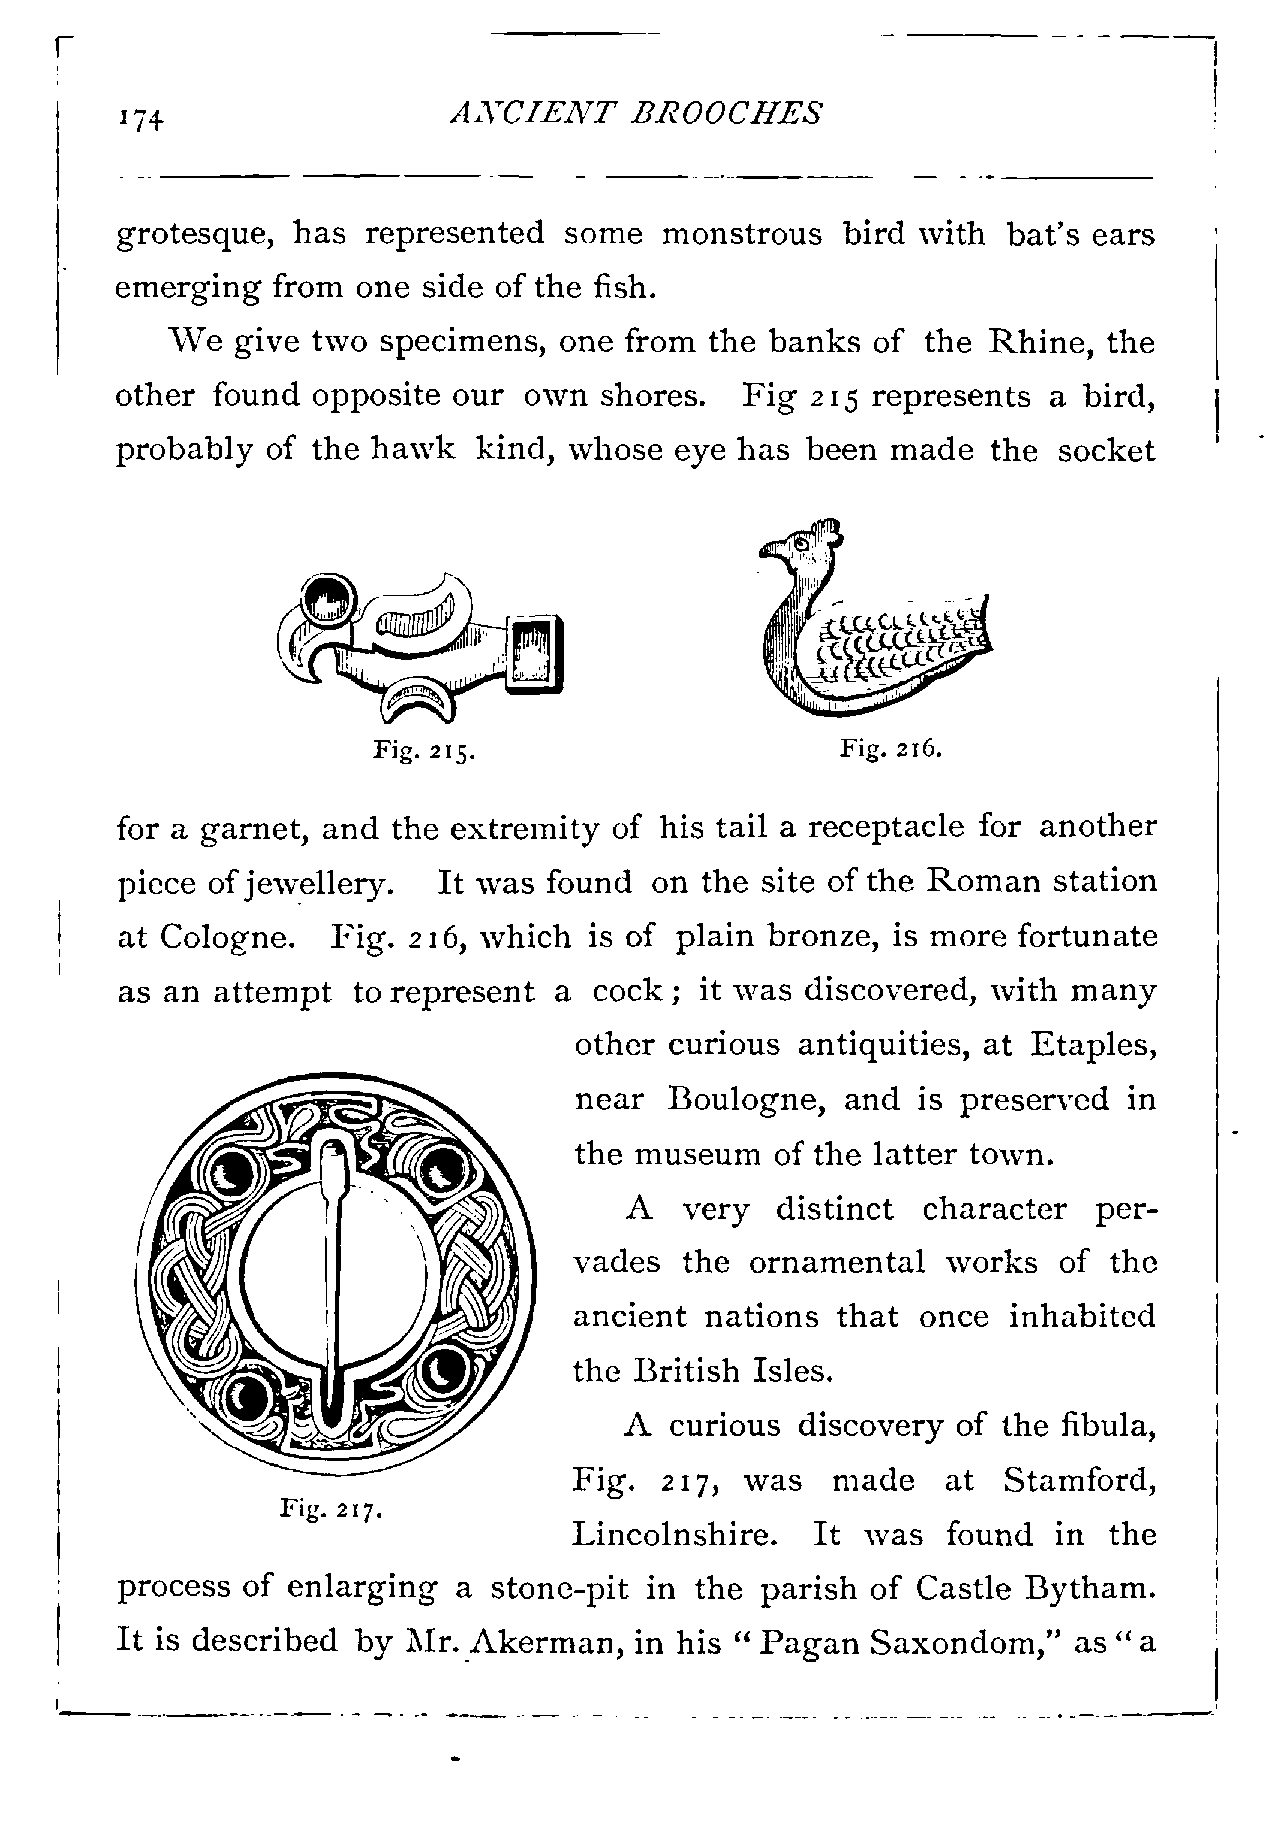 174 ANCIENT BROOCHES
grotesque, has represented some monstrous bird with bat's ears
emerging from one side of the fish.
We give two specimens, one from the banks of the Rhine, the
other found opposite our own shores. Fig 215 represents a bird,
probably of the hawk kind, whose eye has been made the socket
Fig. 215. Fig. 216.
for a garnet, and the extremity of his tail a receptacle for another
piece of jewellery. It was found on the site of the Roman station
at Cologne. Fig. 216, which is of plain bronze, is more fortunate
as an attempt to represent a cock; it was discovered, with many
other curious antiquities, at Etaples,
near Boulogne, and is preserved in
the museum of the latter town.
A very distinct character per-
vades the ornamental works of the
ancient nations that once inhabited
the British Isles.
A curious discovery of the fibula,
Fig. 217, was made at Stamford,
Fig. 217.
Lincolnshire. It was found in the
process of enlarging a stone-pit in the parish of Castle Bytham.
It is described by Mr. Akerman, in his “Pagan Saxondom,” as “a